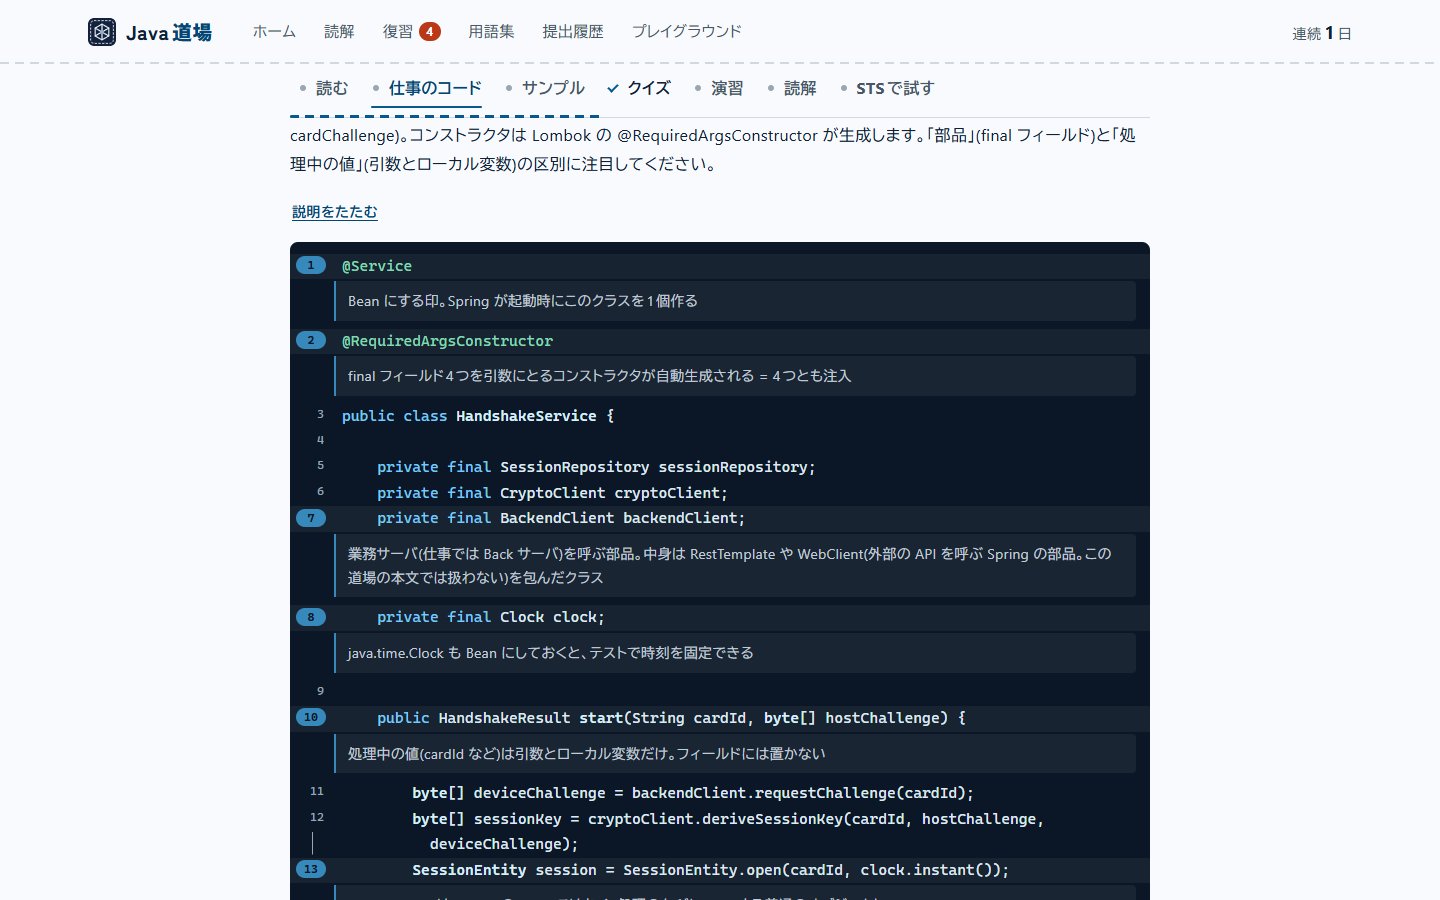 Java道場
ホーム 読解 復習 4 用語集 提出履歴 プレイグラウンド
連続 1 日
読む 仕事のコード サンプル クイズ 演習 読解 STSで試す
cardChallenge)。コンストラクタは Lombok の @RequiredArgsConstructor が生成します。「部品」(final フィールド)と「処
理中の値」(引数とローカル変数)の区別に注目してください。
説明をたたむ
1 @Service
Bean にする印。Spring が起動時にこのクラスを1個作る
2 @RequiredArgsConstructor
final フィールド4つを引数にとるコンストラクタが自動生成される = 4つとも注入
3 public class HandshakeService {
4
5 private final SessionRepository sessionRepository;
6 private final CryptoClient cryptoClient;
7 private final BackendClient backendClient;
業務サーバ(仕事では Back サーバ)を呼ぶ部品。中身は RestTemplate や WebClient(外部の API を呼ぶ Spring の部品。この
道場の本文では扱わない)を包んだクラス
8 private final Clock clock;
java.time.Clock も Bean にしておくと、テストで時刻を固定できる
9
10 public HandshakeResult start(String cardId, byte[] hostChallenge) {
処理中の値(cardId など)は引数とローカル変数だけ。フィールドには置かない
11 byte[] deviceChallenge = backendClient.requestChallenge(cardId);
12 byte[] sessionKey = cryptoClient.deriveSessionKey(cardId, hostChallenge,
deviceChallenge);
13 SessionEntity session = SessionEntity.open(cardId, clock.instant());